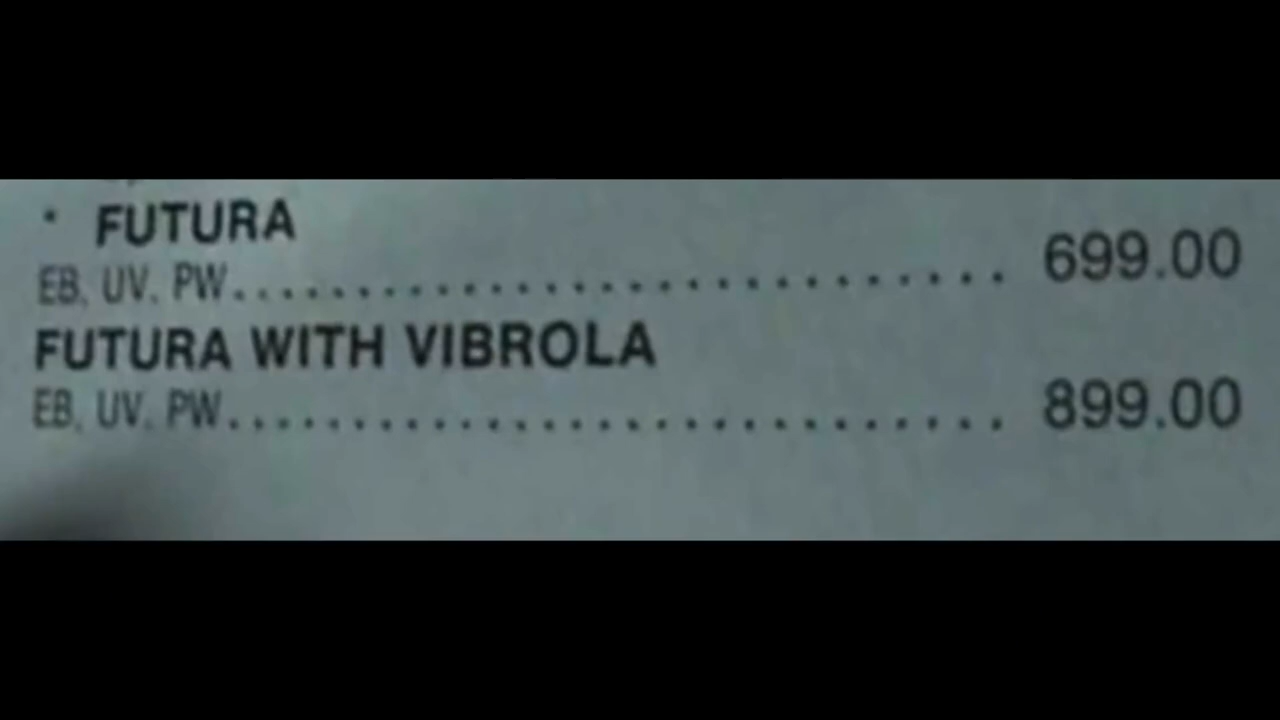 * FUTURA
EB, UV, PW.............................. 699.00
FUTURA WITH VIBROLA
EB, UV, PW.............................. 899.00